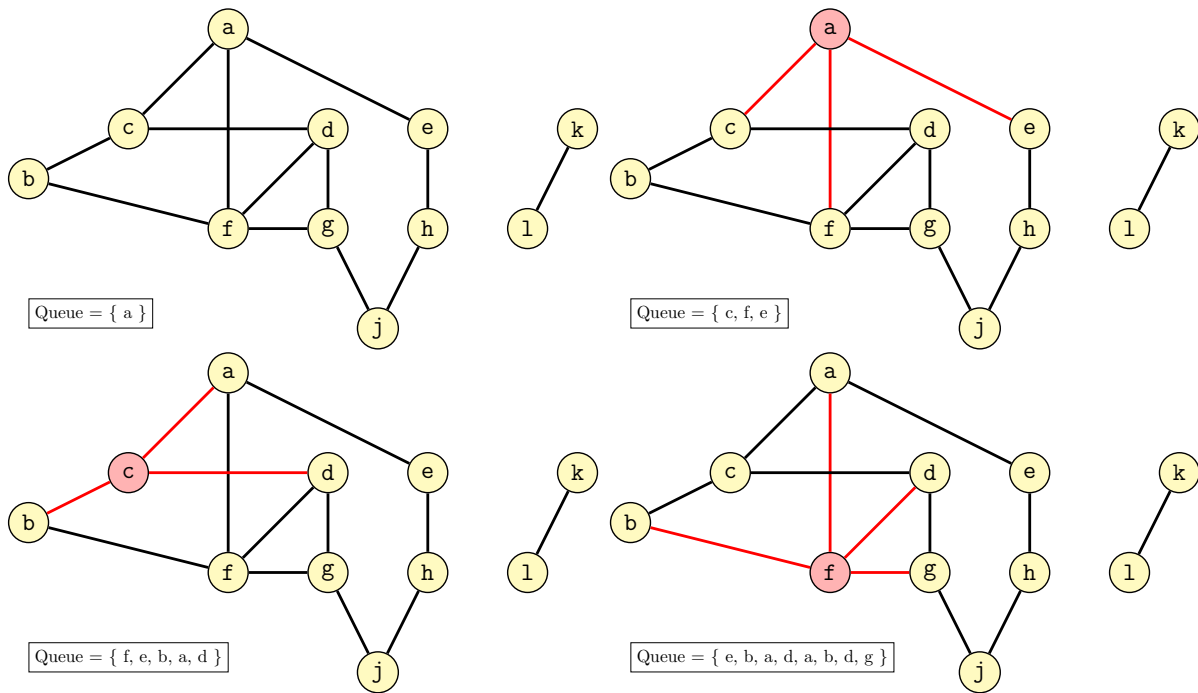 a
c
d
e
k
b
f
g
h
l
j
Queue = { a }
a
c
d
e
k
b
f
g
h
l
j
Queue = { c, f, e }
a
c
d
e
k
b
f
g
h
l
j
Queue = { f, e, b, a, d }
a
c
d
e
k
b
f
g
h
l
j
Queue = { e, b, a, d, a, b, d, g }